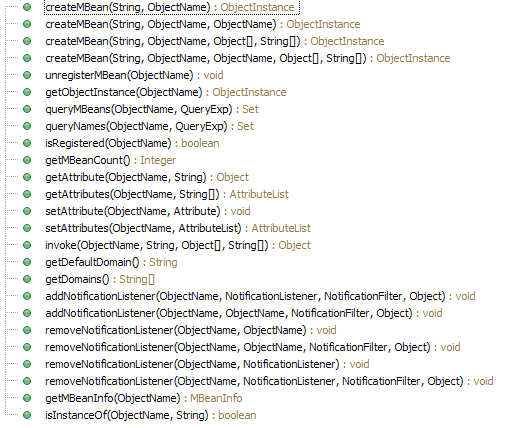 createMBean(String, ObjectName) : ObjectInstance
createMBean(String, ObjectName, ObjectName) : ObjectInstance
createMBean(String, ObjectName, Object[], String[]) : ObjectInstance
createMBean(String, ObjectName, ObjectName, Object[], String[]) : ObjectInstance
unregisterMBean(ObjectName) : void
getObjectInstance(ObjectName) : ObjectInstance
queryMBeans(ObjectName, QueryExp) : Set
queryNames(ObjectName, QueryExp) : Set
isRegistered(ObjectName) : boolean
getMBeanCount() : Integer
getAttribute(ObjectName, String) : Object
getAttributes(ObjectName, String[]) : AttributeList
setAttribute(ObjectName, Attribute) : void
setAttributes(ObjectName, AttributeList) : AttributeList
invoke(ObjectName, String, Object[], String[]) : Object
getDefaultDomain() : String
getDomains() : String[]
addNotificationListener(ObjectName, NotificationListener, NotificationFilter, Object) : void
addNotificationListener(ObjectName, ObjectName, NotificationFilter, Object) : void
removeNotificationListener(ObjectName, ObjectName) : void
removeNotificationListener(ObjectName, ObjectName, NotificationFilter, Object) : void
removeNotificationListener(ObjectName, NotificationListener) : void
removeNotificationListener(ObjectName, NotificationListener, NotificationFilter, Object) : void
getMBeanInfo(ObjectName) : MBeanInfo
isInstanceOf(ObjectName, String) : boolean